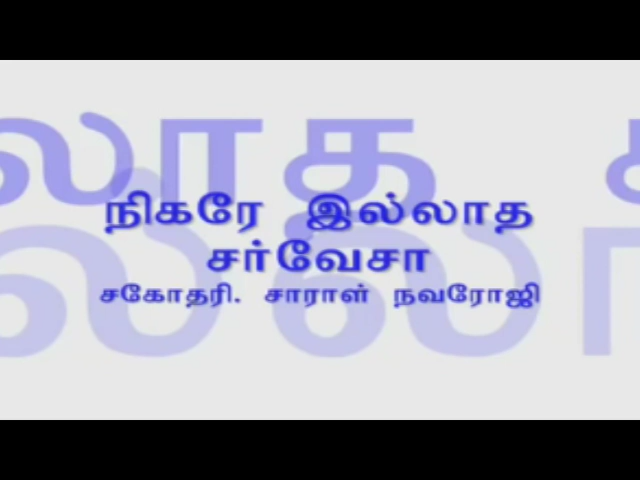 நிகரே இல்லாத
சர்வேசா
சகோதரி. சாராள் நவரோஜி